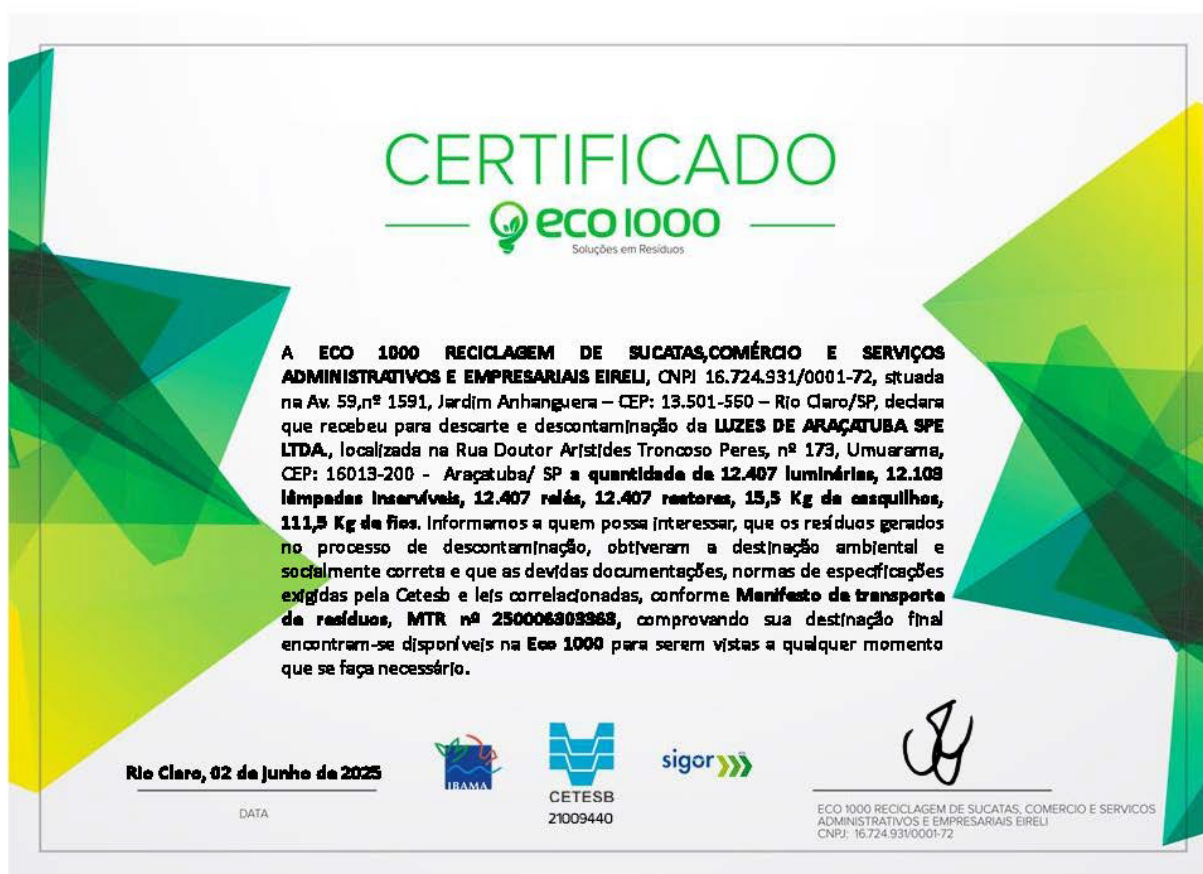 CERTIFICADO
eco1000
Soluções em Resíduos
A ECO 1000 RECICLAGEM DE SUCATAS,COMÉRCIO E SERVIÇOS
ADMINISTRATIVOS E EMPRESARIAIS EIRELI, CNPJ 16.724.931/0001-72, situada
na Av. 59,nº 1591, Jardim Anhanguera – CEP: 13.501-560 – Rio Claro/SP, declara
que recebeu para descarte e descontaminação da LUZES DE ARAÇATUBA SPE
LTDA., localizada na Rua Doutor Aristides Troncoso Peres, nº 173, Umuarama,
CEP: 16013-200 - Araçatuba/ SP a quantidade de 12.407 luminárias, 12.109
lâmpadas inservíveis, 12.407 relés, 12.407 reatores, 15,5 Kg de casquilhos,
111,5 Kg de fios. Informamos a quem possa interessar, que os resíduos gerados
no processo de descontaminação, obtiveram a destinação ambiental e
socialmente correta e que as devidas documentações, normas de especificações
exigidas pela Cetesb e leis correlacionadas, conforme Manifesto de transporte
de resíduos, MTR nº comprovando sua destinação final
encontram-se disponíveis na Eco 1000 para serem vistas a qualquer momento
que se faça necessário.
Rio Claro, 02 de junho de 2025
DATA
IBAMA
CETESB
21009440
sigor
ECO 1000 RECICLAGEM DE SUCATAS, COMERCIO E SERVICOS
ADMINISTRATIVOS E EMPRESARIAIS EIRELI
CNPJ: 16.724.931/0001-72